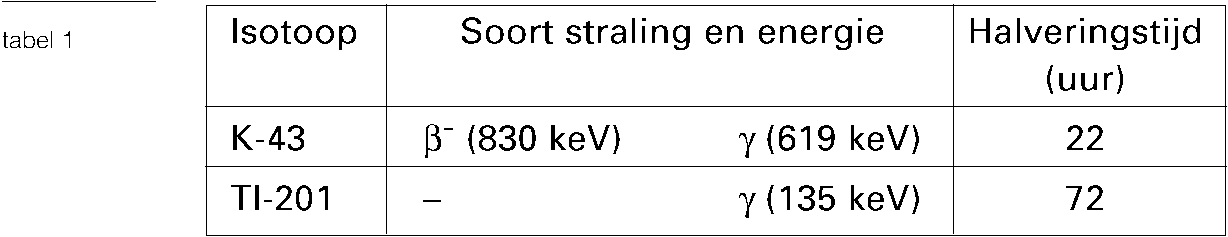 tabel 1
Isotoop Soort straling en energie Halveringstijd
(uur)
K-43 β⁻ (830 keV) γ (619 keV) 22
Tl-201 – γ (135 keV) 72